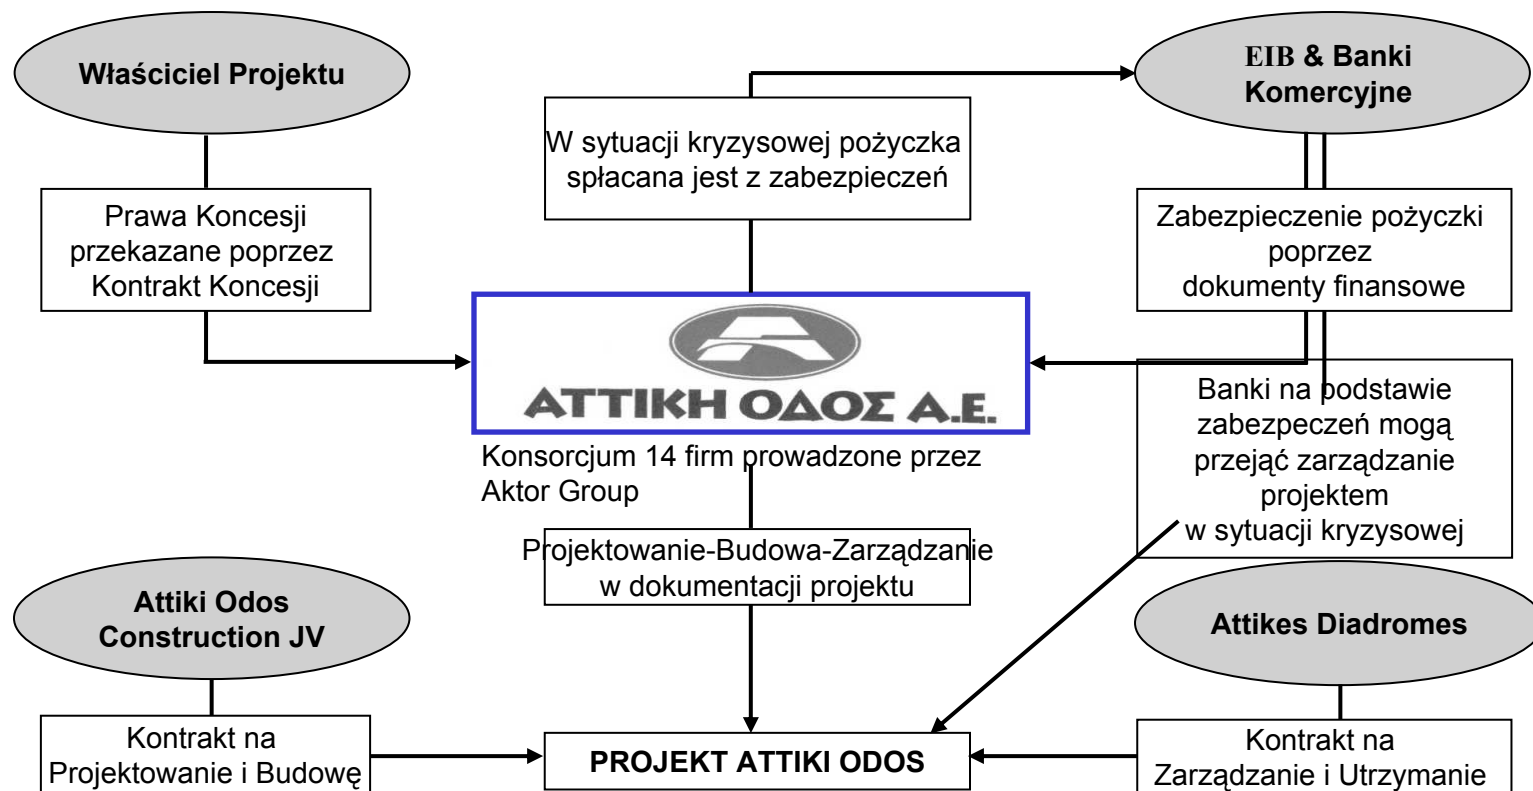 Właściciel Projektu
EIB & Banki
Komercyjne
W sytuacji kryzysowej pożyczka
spłacana jest z zabezpieczeń
Prawa Koncesji
przekazane poprzez
Kontrakt Koncesji
Zabezpieczenie pożyczki
poprzez
dokumenty finansowe
ΑΤΤΙΚΗ ΟΔΟΣ Α.Ε.
Konsorcjum 14 firm prowadzone przez
Aktor Group
Banki na podstawie
zabezpeczeń mogą
przejąć zarządzanie
projektem
w sytuacji kryzysowej
Projektowanie-Budowa-Zarządzanie
w dokumentacji projektu
Attiki Odos
Construction JV
Attikes Diadromes
Kontrakt na
Projektowanie i Budowę
PROJEKT ATTIKI ODOS
Kontrakt na
Zarządzanie i Utrzymanie